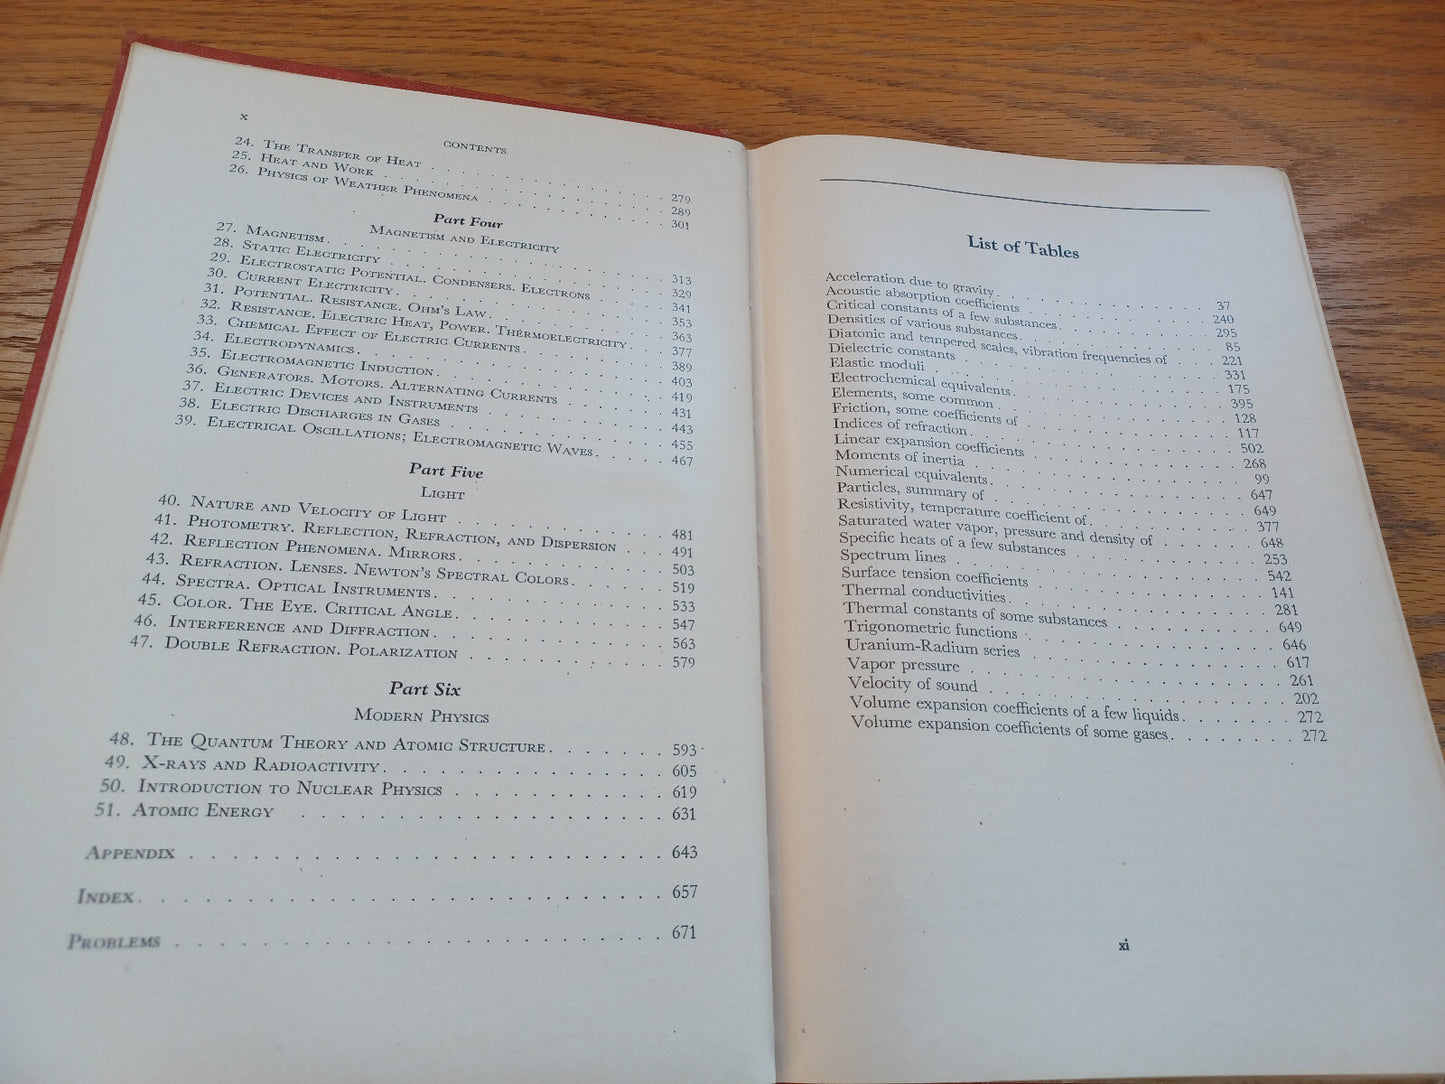 x
CONTENTS
24. The Transfer of Heat . . . . . . . . . . 279
25. Heat and Work . . . . . . . . . . 289
26. Physics of Weather Phenomena . . . . . . . . 301
Part Four
Magnetism and Electricity
27. Magnetism . . . . . . . . . . 313
28. Static Electricity . . . . . . . . . . 329
29. Electrostatic Potential. Condensers. Electrons . . . 341
30. Current Electricity . . . . . . . . . . 353
31. Potential. Resistance. Ohm's Law . . . . . . . 363
32. Resistance. Electric Heat, Power. Thermoelectricity . . . 377
33. Chemical Effect of Electric Currents . . . . . . 389
34. Electrodynamics . . . . . . . . . . 403
35. Electromagnetic Induction . . . . . . . . 419
36. Generators. Motors. Alternating Currents . . . . . 431
37. Electric Devices and Instruments . . . . . . . 443
38. Electric Discharges in Gases . . . . . . . . 455
39. Electrical Oscillations; Electromagnetic Waves . . . . 467
Part Five
Light
40. Nature and Velocity of Light . . . . . . . . 481
41. Photometry. Reflection, Refraction, and Dispersion . . . 491
42. Reflection Phenomena. Mirrors . . . . . . . . 503
43. Refraction. Lenses. Newton's Spectral Colors . . . . 519
44. Spectra. Optical Instruments . . . . . . . . 533
45. Color. The Eye. Critical Angle . . . . . . . . 547
46. Interference and Diffraction . . . . . . . . 563
47. Double Refraction. Polarization . . . . . . . . 579
Part Six
Modern Physics
48. The Quantum Theory and Atomic Structure . . . . . . 593
49. X-rays and Radioactivity . . . . . . . . . . 605
50. Introduction to Nuclear Physics . . . . . . . . 619
51. Atomic Energy . . . . . . . . . . 631
Appendix . . . . . . . . . . 643
Index . . . . . . . . . . 657
Problems . . . . . . . . . . 671
List of Tables
Acceleration due to gravity . . . . . . . . . . 37
Acoustic absorption coefficients . . . . . . . . . . 240
Critical constants of a few substances . . . . . . . . 295
Densities of various substances . . . . . . . . . . 85
Diatonic and tempered scales, vibration frequencies of . . . 221
Dielectric constants . . . . . . . . . . 331
Elastic moduli . . . . . . . . . . 175
Electrochemical equivalents . . . . . . . . . . 395
Elements, some common . . . . . . . . . . 128
Friction, some coefficients of . . . . . . . . . . 117
Indices of refraction . . . . . . . . . . 502
Linear expansion coefficients . . . . . . . . . . 268
Moments of inertia . . . . . . . . . . 99
Numerical equivalents . . . . . . . . . . 647
Particles, summary of . . . . . . . . . . 649
Resistivity, temperature coefficient of . . . . . . . . 377
Saturated water vapor, pressure and density of . . . . . . 648
Specific heats of a few substances . . . . . . . . . . 253
Spectrum lines . . . . . . . . . . 542
Surface tension coefficients . . . . . . . . . . 141
Thermal conductivities . . . . . . . . . . 281
Thermal constants of some substances . . . . . . . . 649
Trigonometric functions . . . . . . . . . . 646
Uranium-Radium series . . . . . . . . . . 617
Vapor pressure . . . . . . . . . . 261
Velocity of sound . . . . . . . . . . 202
Volume expansion coefficients of a few liquids . . . . . . 272
Volume expansion coefficients of some gases . . . . . . . 272
xi